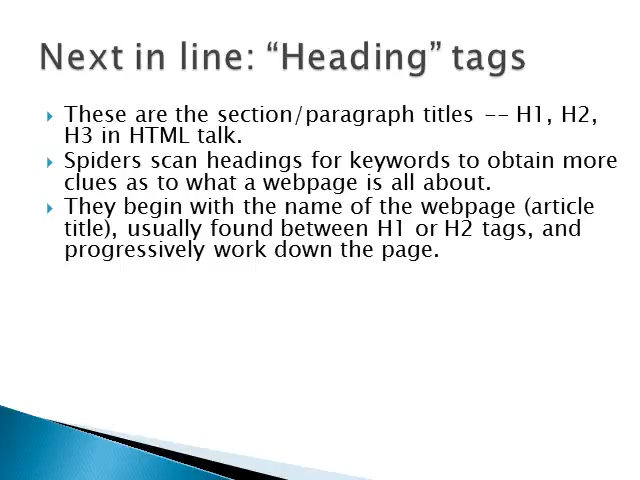 Next in line: “Heading” tags
These are the section/paragraph titles -- H1, H2,
H3 in HTML talk.
Spiders scan headings for keywords to obtain more
clues as to what a webpage is all about.
They begin with the name of the webpage (article
title), usually found between H1 or H2 tags, and
progressively work down the page.